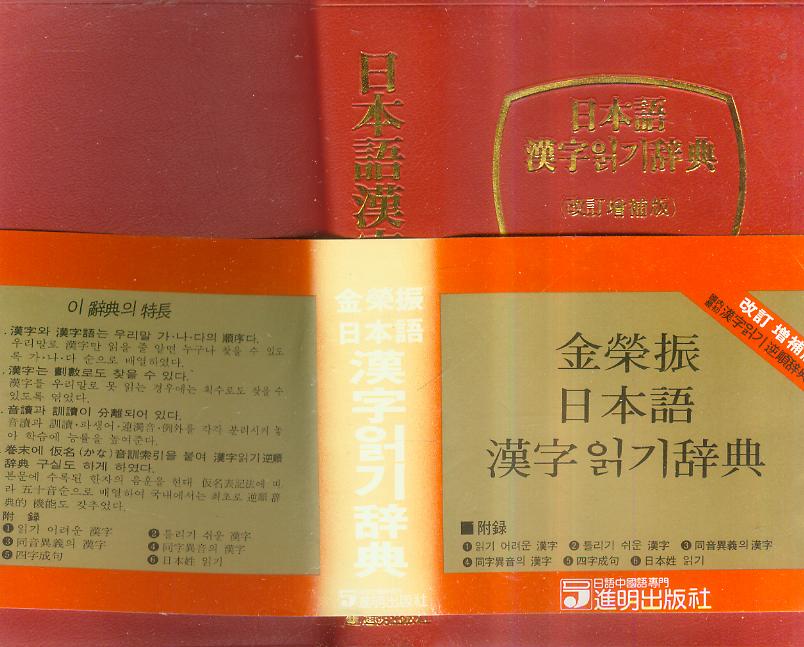 이 辭典의 特長
. 漢字와 漢字語는 우리말 가·나·다의 順序다.
우리말로 漢字만 읽을 줄 알면 누구나 찾을 수 있도
록 가·나·다 순으로 배열하였다.
. 漢字는 劃數로도 찾을 수 있다.
漢字를 우리말로 못 읽는 경우에는 획수로도 찾을 수
있도록 엮었다.
. 音讀과 訓讀이 分離되어 있다.
音讀과 訓讀·파생어·連濁音·例外를 각각 분리시켜 놓
아 학습에 능률을 높여준다.
. 卷末에 仮名(かな)音訓索引을 붙여 漢字읽기逆順
辞典 구실도 하게 하였다.
본문에 수록된 한자의 음훈을 현대 仮名表記法에 따
라 五十音순으로 배열하여 국내에서는 최초로 逆順 辞
典的 機能도 갖추었다.
附 録
❶ 읽기 어려운 漢字 ❷ 틀리기 쉬운 漢字
❸ 同音異義의 漢字 ❹ 同字異音의 漢字
❺ 四字成句 ❻ 日本姓 읽기
日本語漢
金榮振
日本語
漢字읽기辞典
進明出版社
日本語
漢字읽기辞典
(改訂增補版)
改訂 增補
國内最初 漢字읽기逆順辞
金榮振
日本語
漢字읽기辞典
■ 附録
❶ 읽기 어려운 漢字 ❷ 틀리기 쉬운 漢字 ❸ 同音異義의 漢字
❹ 同字異音의 漢字 ❺ 四字成句 ❻ 日本姓 읽기
日語中國語專門
進明出版社